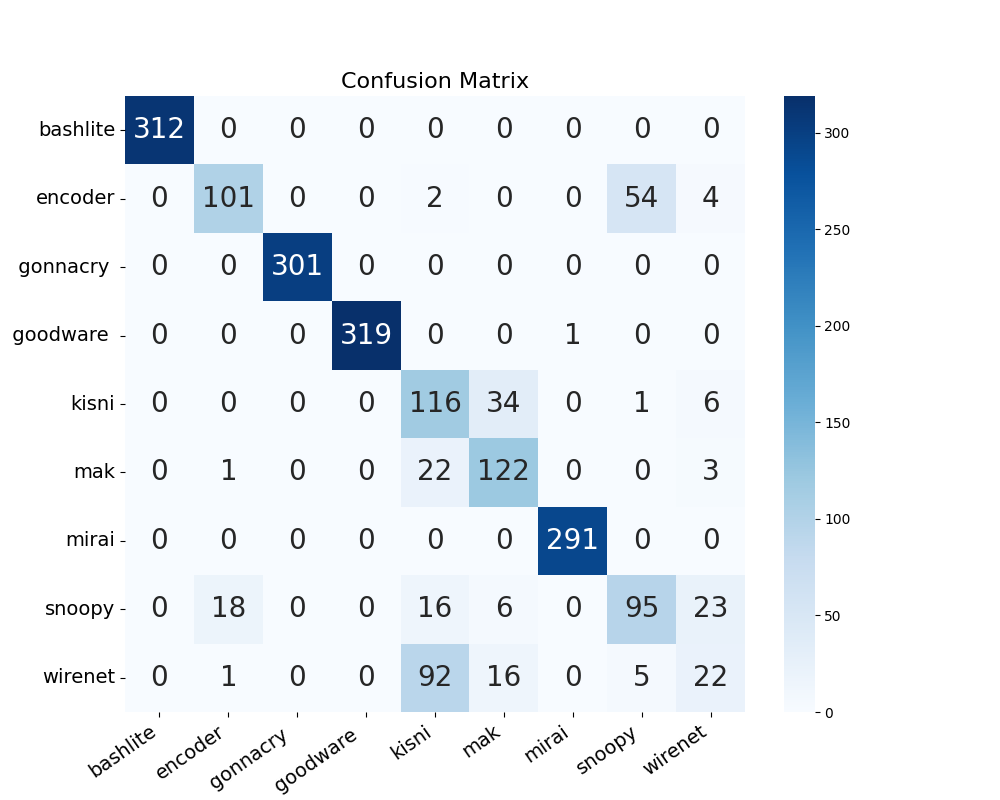 Confusion Matrix
bashlite 312 0 0 0 0 0 0 0 0
encoder 0 101 0 0 2 0 0 54 4
gonnacry 0 0 301 0 0 0 0 0 0
goodware 0 0 0 319 0 0 1 0 0
kisni 0 0 0 0 116 34 0 1 6
mak 0 1 0 0 22 122 0 0 3
mirai 0 0 0 0 0 0 291 0 0
snoopy 0 18 0 0 16 6 0 95 23
wirenet 0 1 0 0 92 16 0 5 22
bashlite encoder gonnacry goodware kisni mak mirai snoopy wirenet
300
250
200
150
100
50
0